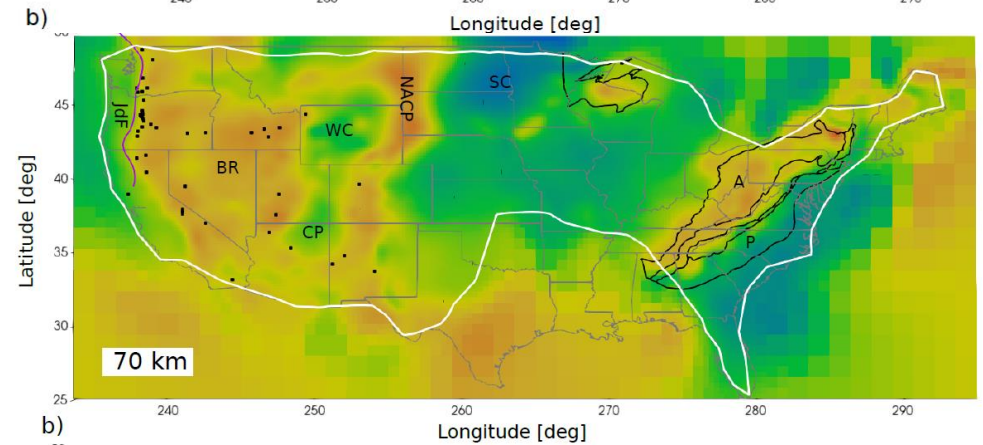 b)
Longitude [deg]
45
40
35
30
25
Latitude [deg]
JdF
BR
WC
CP
NACP
SC
A
P
70 km
240
250
260
270
280
290
b)
Longitude [deg]